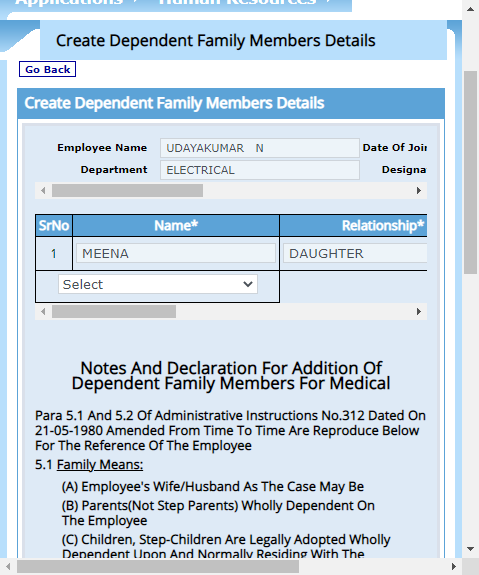 Applications Human Resources
Create Dependent Family Members Details
Go Back
Create Dependent Family Members Details
Employee Name UDAYAKUMAR N Date Of Join
Department ELECTRICAL Designa
SrNo Name* Relationship*
1 MEENA DAUGHTER
Select
Notes And Declaration For Addition Of
Dependent Family Members For Medical
Para 5.1 And 5.2 Of Administrative Instructions No.312 Dated On
21-05-1980 Amended From Time To Time Are Reproduce Below
For The Reference Of The Employee
5.1 Family Means:
(A) Employee's Wife/Husband As The Case May Be
(B) Parents(Not Step Parents) Wholly Dependent On
The Employee
(C) Children, Step-Children Are Legally Adopted Wholly
Dependent Upon And Normally Residing With The